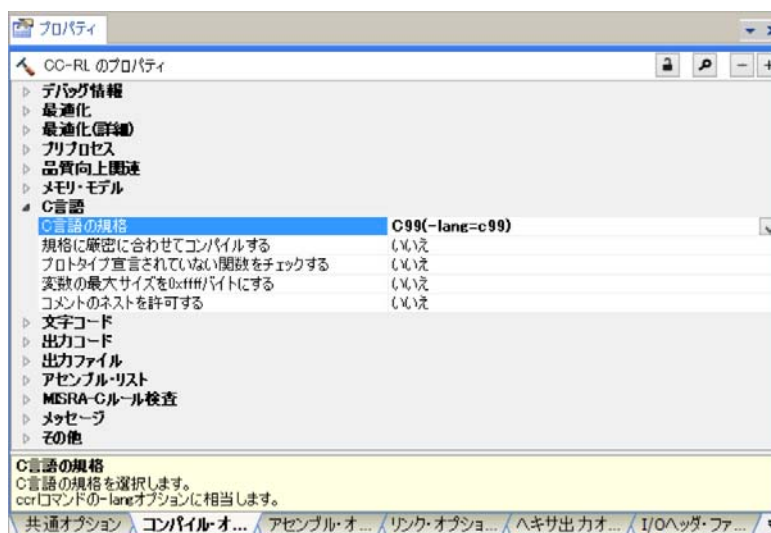 プロパティ
CC-RL のプロパティ
デバッグ情報
最適化
最適化(詳細)
プリプロセス
品質向上関連
メモリ・モデル
C言語
C言語の規格 C99(-lang=c99)
規格に厳密に合わせてコンパイルする いいえ
プロトタイプ宣言されていない関数をチェックする いいえ
変数の最大サイズを0xffffバイトにする いいえ
コメントのネストを許可する いいえ
文字コード
出力コード
出力ファイル
アセンブル・リスト
MISRA-Cルール検査
メッセージ
その他
C言語の規格
C言語の規格を選択します。
ccrlコマンドの-langオプションに相当します。
共通オプション コンパイル・オ... アセンブル・オ... リンク・オプショ... ヘキサ出力オ... I/Oヘッダ・ファ...